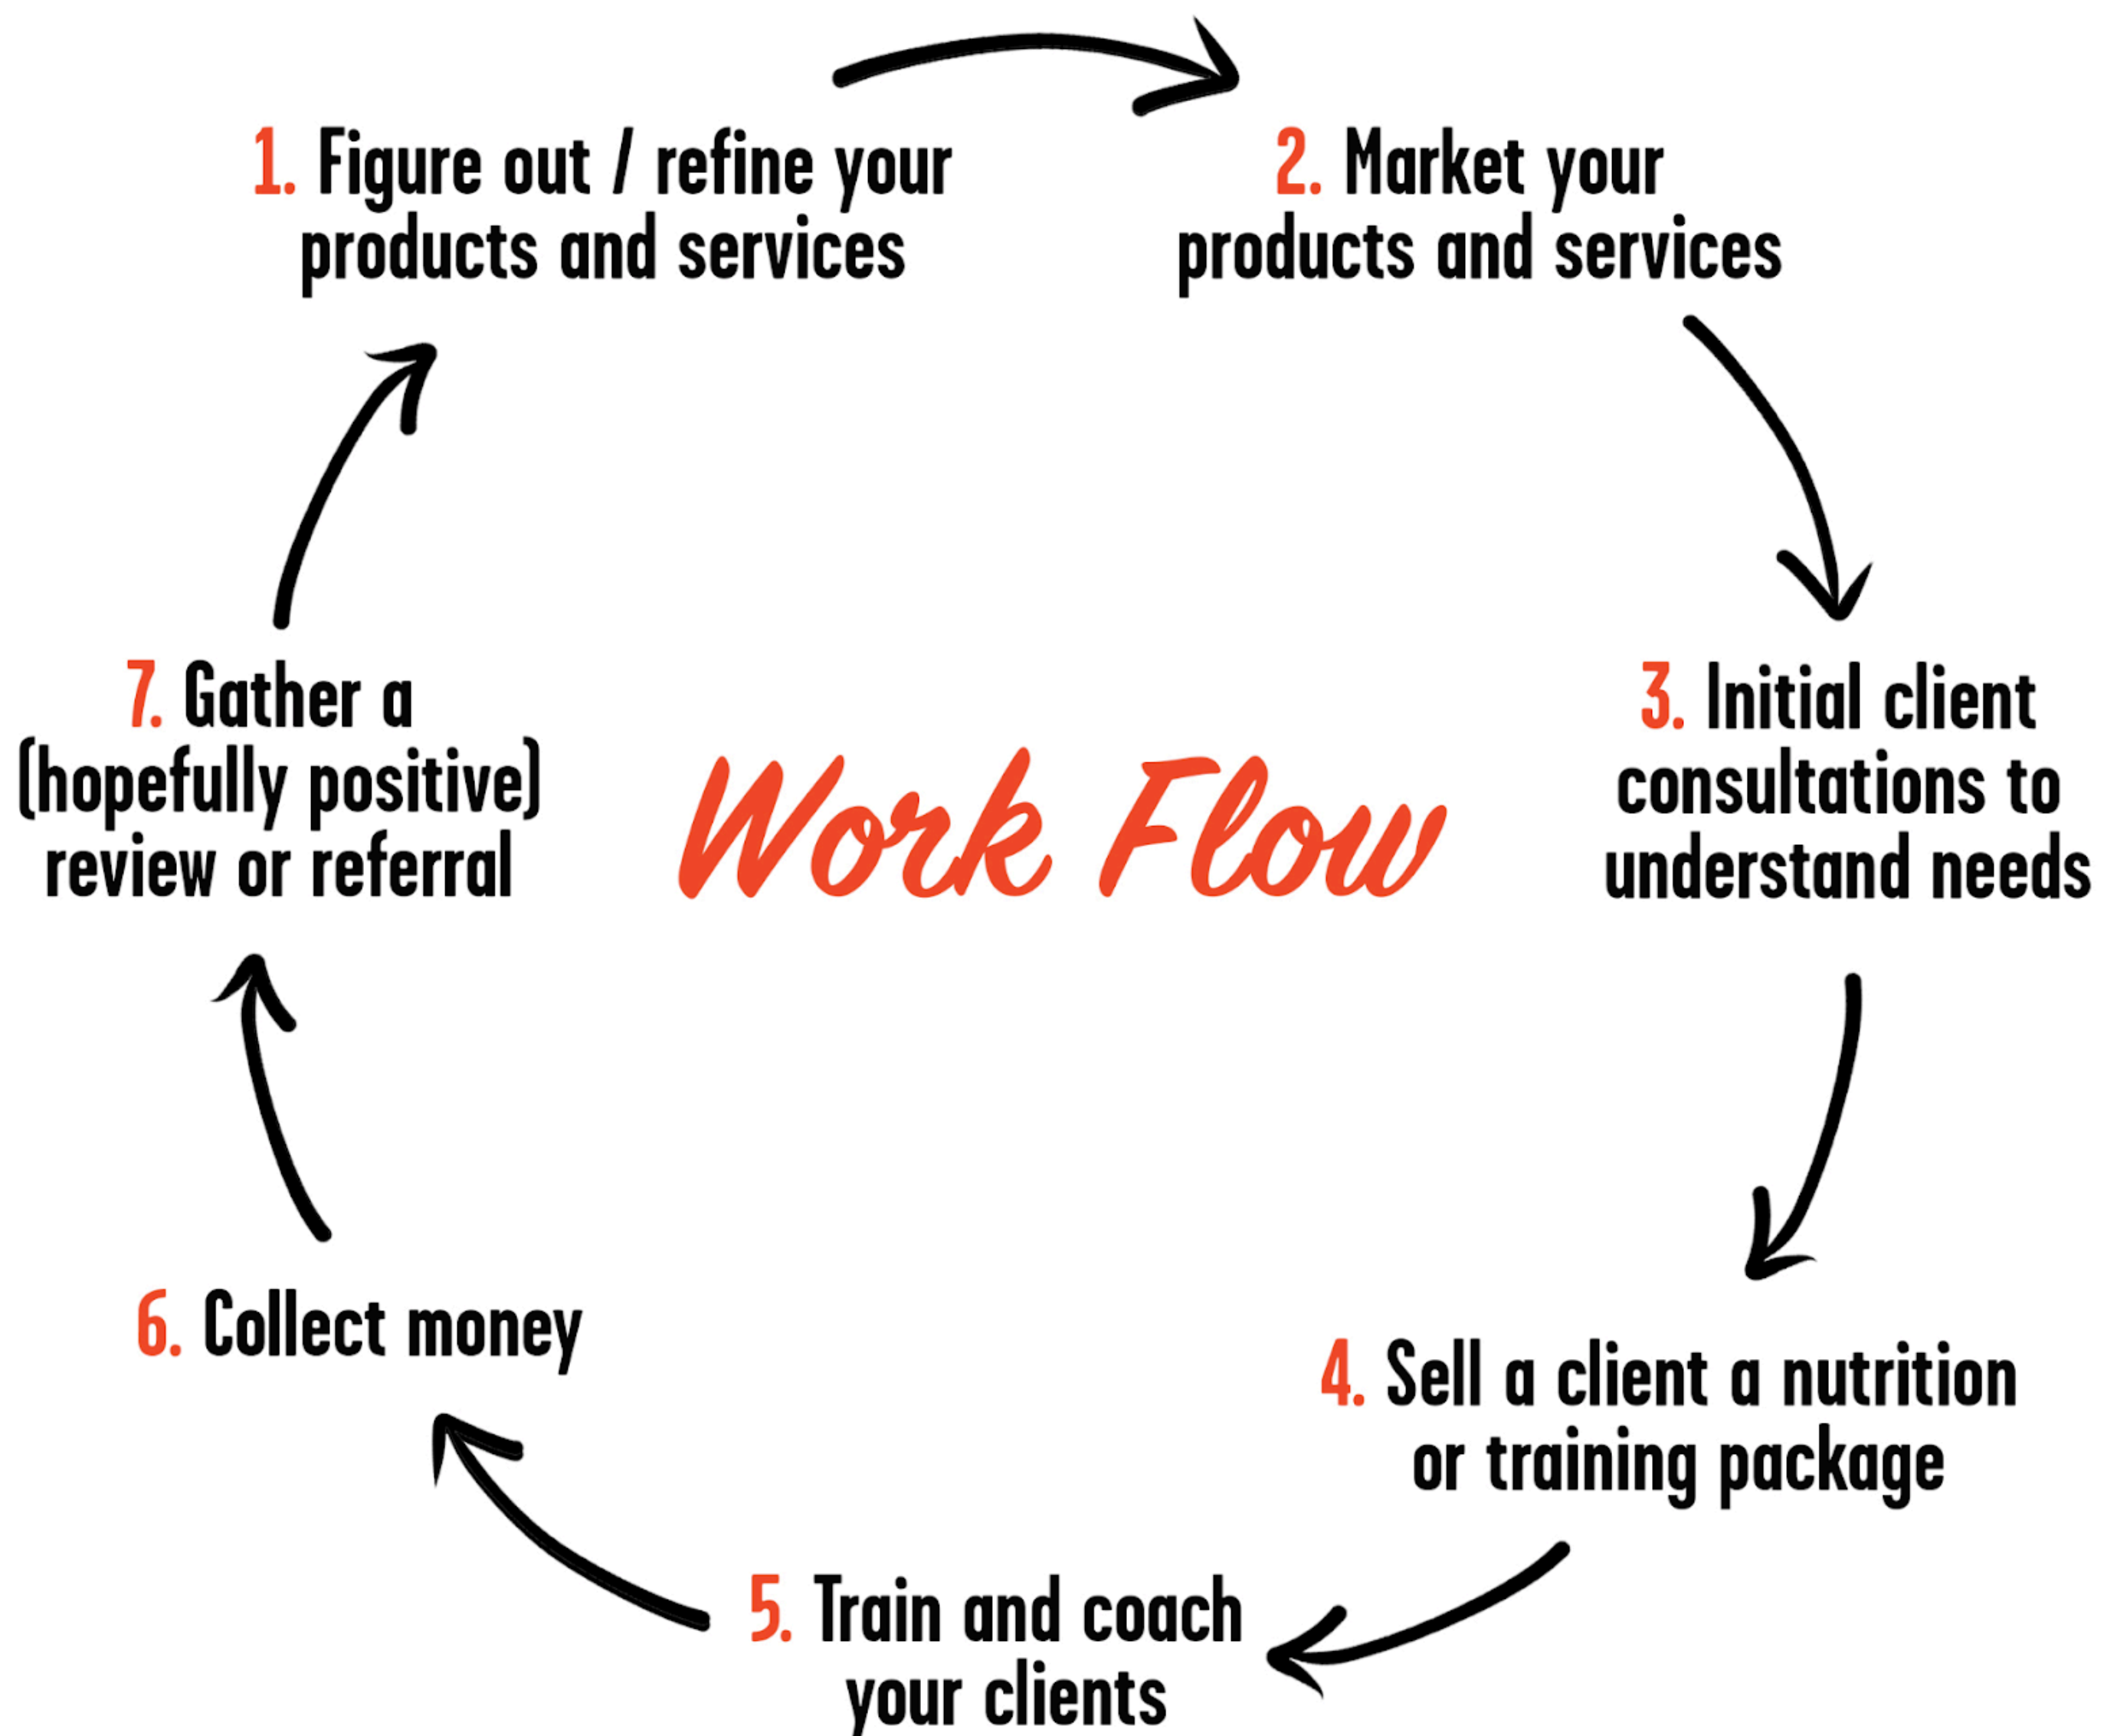 1. Figure out / refine your
products and services
2. Market your
products and services
3. Initial client
consultations to
understand needs
4. Sell a client a nutrition
or training package
5. Train and coach
your clients
6. Collect money
7. Gather a
(hopefully positive)
review or referral
Work Flow